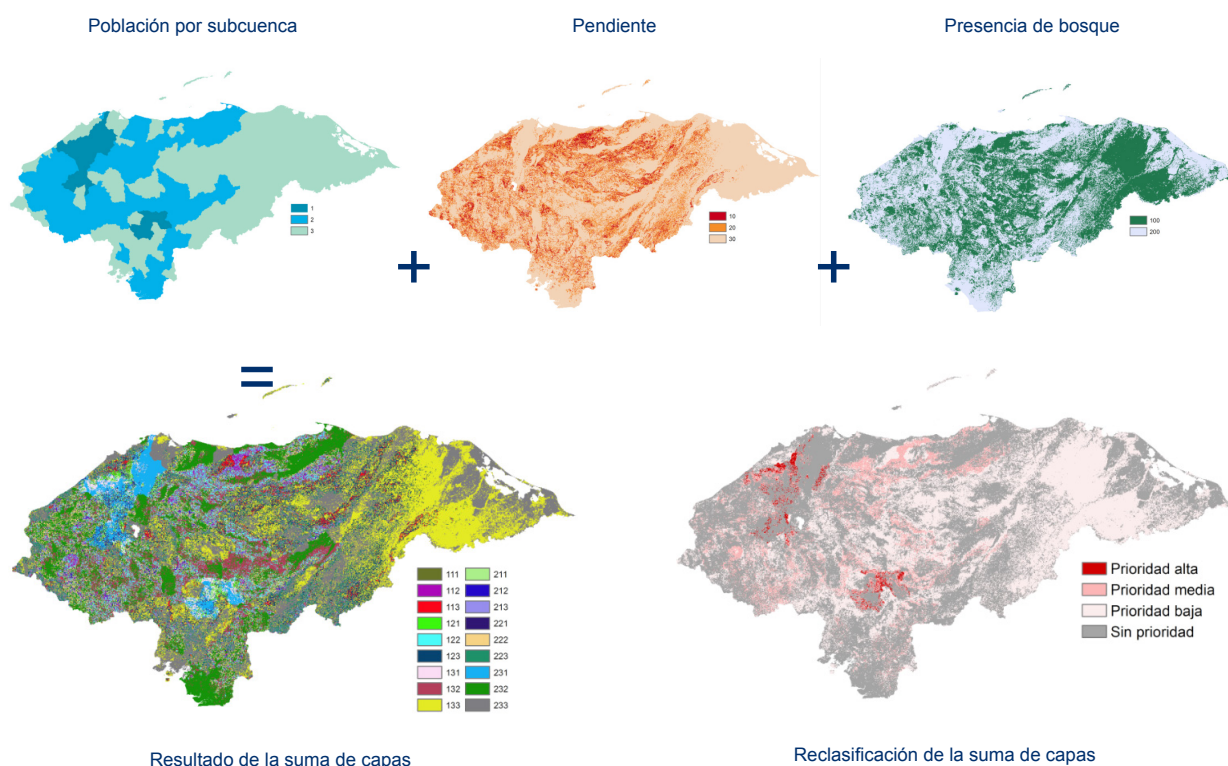 Población por subcuenca
Pendiente
Presencia de bosque
1
2
3
10
20
30
100
200
+
+
=
111 211
112 212
113 213
121 221
122 222
123 223
131 231
132 232
133 233
Prioridad alta
Prioridad media
Prioridad baja
Sin prioridad
Resultado de la suma de capas
Reclasificación de la suma de capas